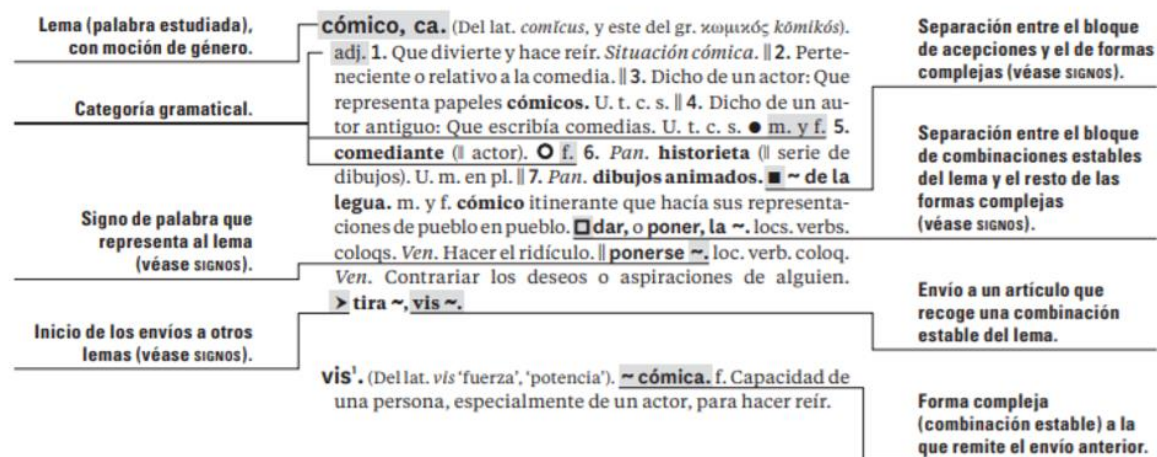 Lema (palabra estudiada),
con moción de género.
Categoría gramatical.
Signo de palabra que
representa al lema
(véase SIGNOS).
Inicio de los envíos a otros
lemas (véase SIGNOS).
cómico, ca. (Del lat. comĭcus, y este del gr. κωμικός kōmikós).
adj. 1. Que divierte y hace reír. Situación cómica. ‖ 2. Perte-
neciente o relativo a la comedia. ‖ 3. Dicho de un actor: Que
representa papeles cómicos. U. t. c. s. ‖ 4. Dicho de un au-
tor antiguo: Que escribía comedias. U. t. c. s. ● m. y f. 5.
comediante (‖ actor). O f. 6. Pan. historieta (‖ serie de
dibujos). U. m. en pl. ‖ 7. Pan. dibujos animados. ■ ~ de la
legua. m. y f. cómico itinerante que hacía sus representa-
ciones de pueblo en pueblo. □ dar, o poner, la ~. locs. verbs.
coloqs. Ven. Hacer el ridículo. ‖ ponerse ~. loc. verb. coloq.
Ven. Contrariar los deseos o aspiraciones de alguien.
➤ tira ~, vis ~.
vis¹. (Del lat. vis 'fuerza', 'potencia'). ~ cómica. f. Capacidad de
una persona, especialmente de un actor, para hacer reír.
Separación entre el bloque
de acepciones y el de formas
complejas (véase SIGNOS).
Separación entre el bloque
de combinaciones estables
del lema y el resto de las
formas complejas
(véase SIGNOS).
Envío a un artículo que
recoge una combinación
estable del lema.
Forma compleja
(combinación estable) a la
que remite el envío anterior.